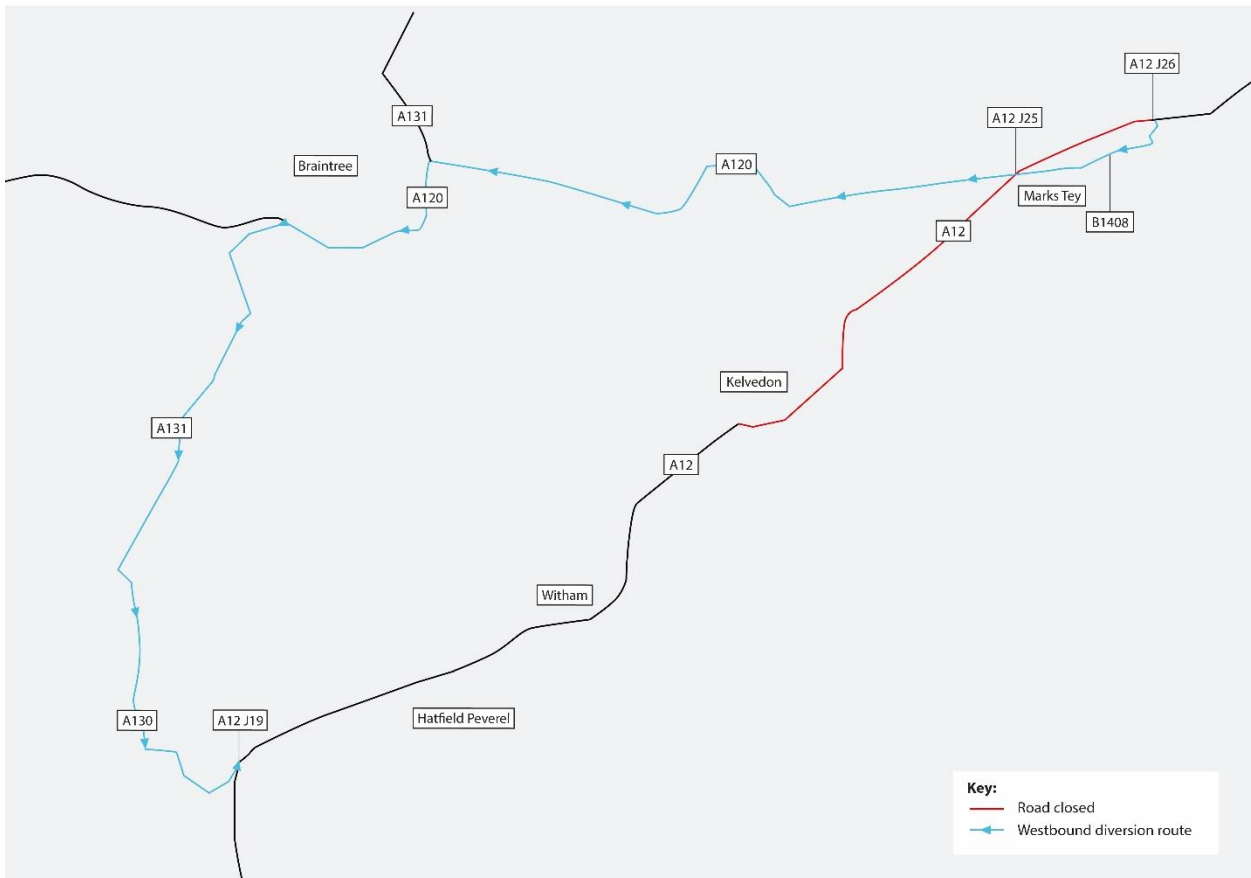 A12 J26
A131
A12 J25
Braintree
A120
A120
Marks Tey
B1408
A12
Kelvedon
A131
A12
Witham
A130
A12 J19
Hatfield Peverel
Key:
Road closed
Westbound diversion route